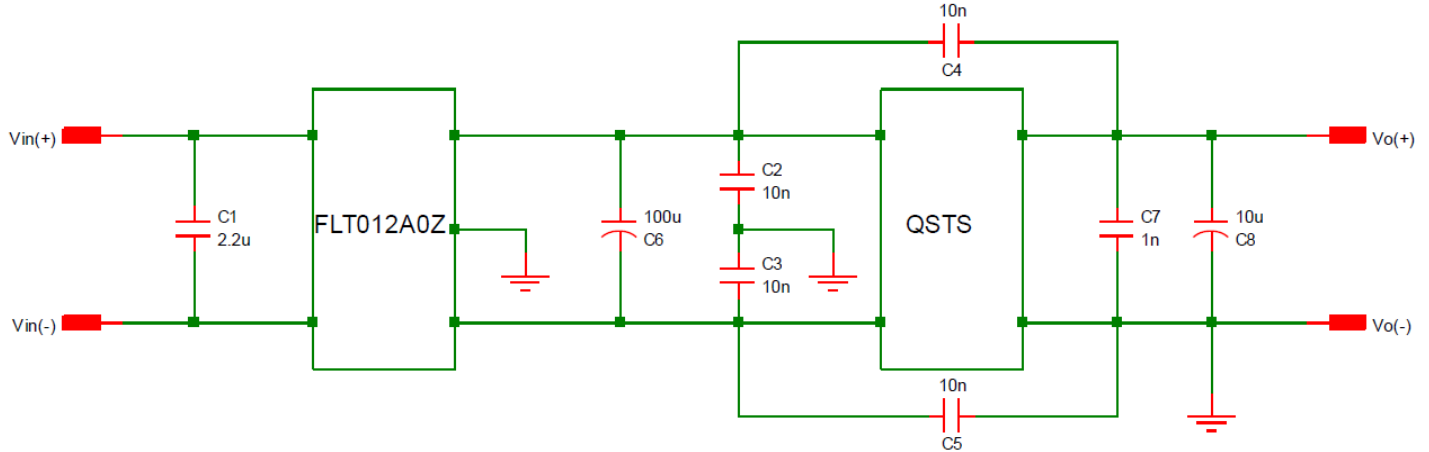 10n
C4
Vin(+)
Vo(+)
C2
10n
C1
2.2u
FLT012A0Z
100u
C6
QSTS
C7
1n
10u
C8
C3
10n
Vin(-)
Vo(-)
10n
C5